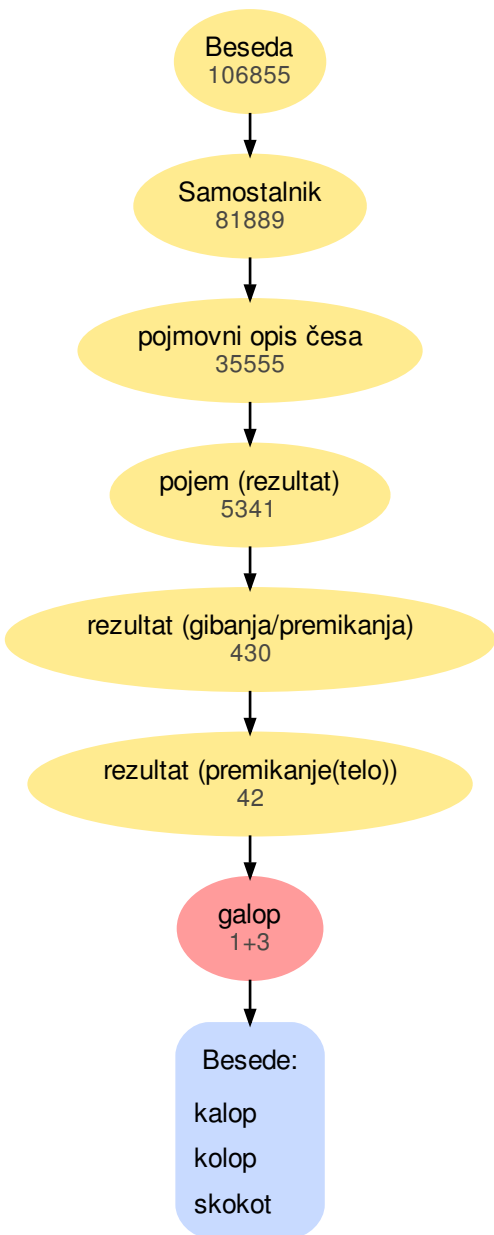 Beseda
106855
Samostalnik
81889
pojmovni opis česa
35555
pojem (rezultat)
5341
rezultat (gibanja/premikanja)
430
rezultat (premikanje(telo))
42
galop
1+3
Besede:
kalop
kolop
skokot